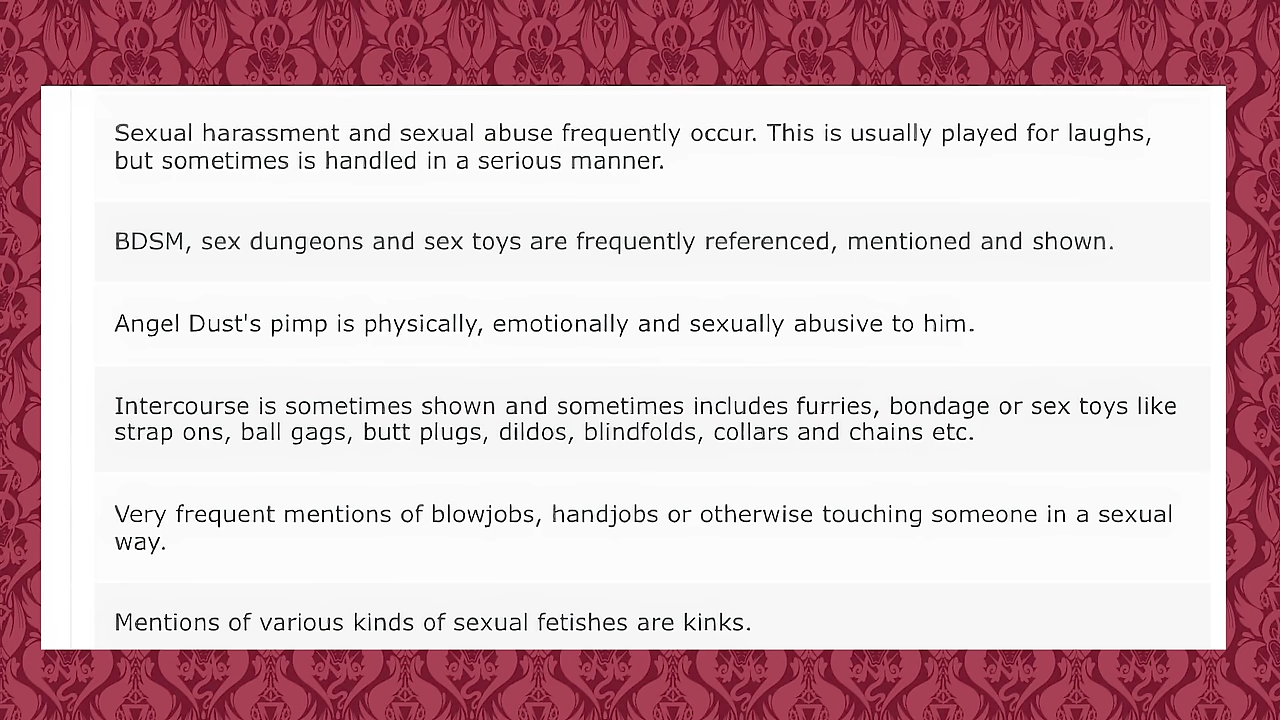 Sexual harassment and sexual abuse frequently occur. This is usually played for laughs,
but sometimes is handled in a serious manner.
BDSM, sex dungeons and sex toys are frequently referenced, mentioned and shown.
Angel Dust's pimp is physically, emotionally and sexually abusive to him.
Intercourse is sometimes shown and sometimes includes furries, bondage or sex toys like
strap ons, ball gags, butt plugs, dildos, blindfolds, collars and chains etc.
Very frequent mentions of blowjobs, handjobs or otherwise touching someone in a sexual
way.
Mentions of various kinds of sexual fetishes are kinks.